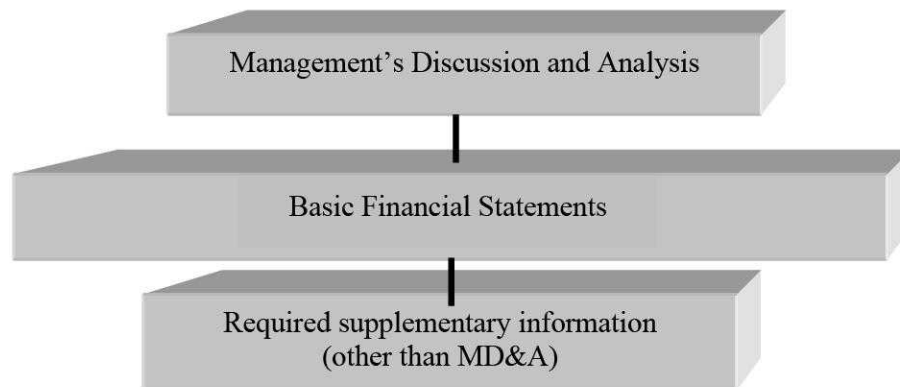 Management’s Discussion and Analysis
Basic Financial Statements
Required supplementary information
(other than MD&A)